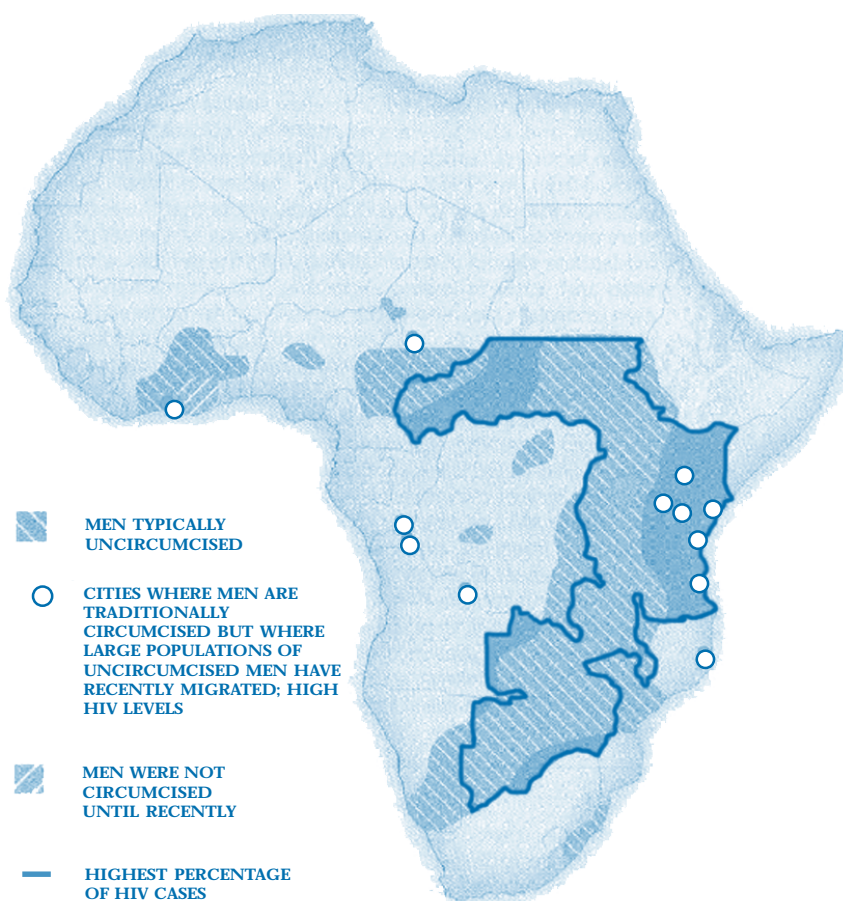 MEN TYPICALLY
UNCIRCUMCISED
CITIES WHERE MEN ARE
TRADITIONALLY
CIRCUMCISED BUT WHERE
LARGE POPULATIONS OF
UNCIRCUMCISED MEN HAVE
RECENTLY MIGRATED; HIGH
HIV LEVELS
MEN WERE NOT
CIRCUMCISED
UNTIL RECENTLY
HIGHEST PERCENTAGE
OF HIV CASES